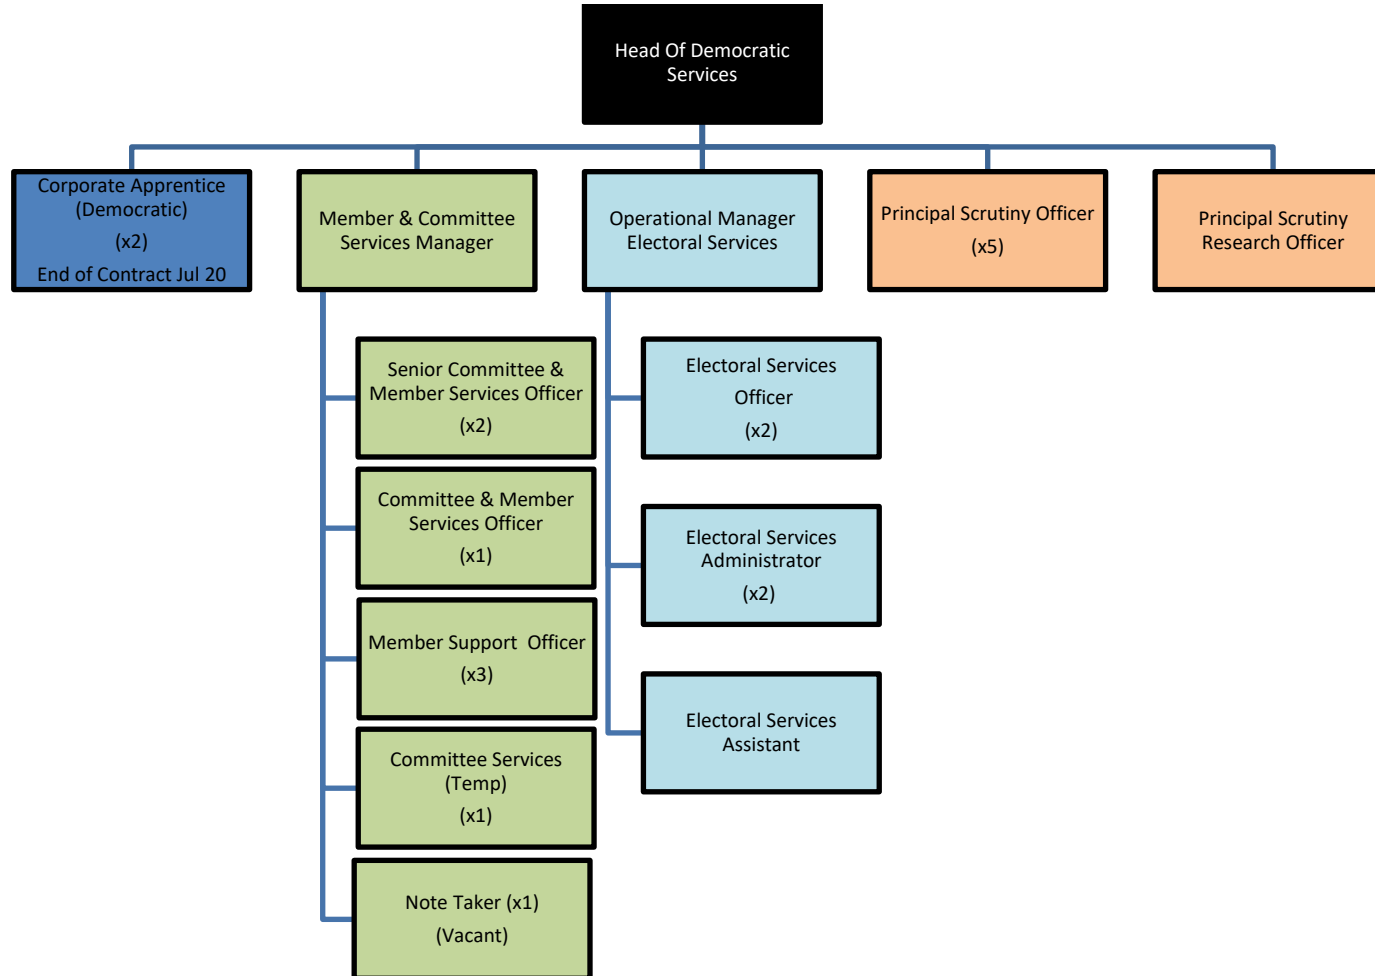 Head Of Democratic
Services
Corporate Apprentice
(Democratic)
(x2)
End of Contract Jul 20
Member & Committee
Services Manager
Operational Manager
Electoral Services
Principal Scrutiny Officer
(x5)
Principal Scrutiny
Research Officer
Senior Committee &
Member Services Officer
(x2)
Committee & Member
Services Officer
(x1)
Member Support  Officer
(x3)
Committee Services
(Temp)
(x1)
Note Taker (x1)
(Vacant)
Electoral Services
Officer
(x2)
Electoral Services
Administrator
(x2)
Electoral Services
Assistant